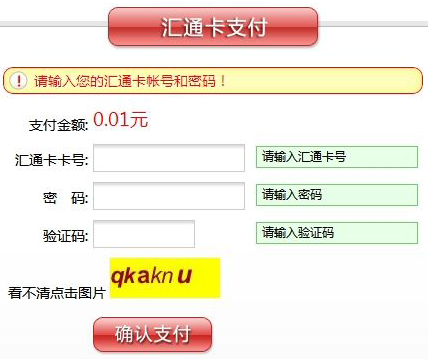 汇通卡支付
请输入您的汇通卡帐号和密码！
支付金额: 0.01元
汇通卡卡号: 请输入汇通卡号
密 码: 请输入密码
验证码: 请输入验证码
看不清点击图片 qkaknu
确认支付